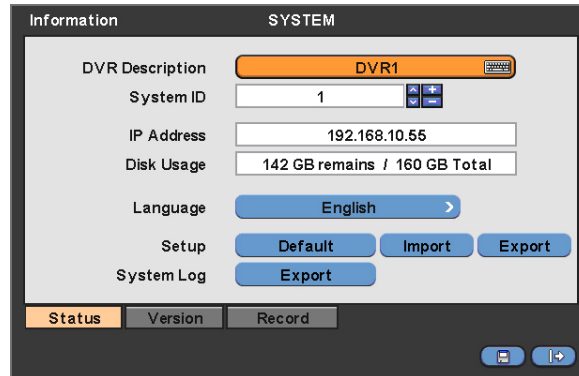 Information SYSTEM
DVR Description DVR1
System ID 1
IP Address 192.168.10.55
Disk Usage 142 GB remains / 160 GB Total
Language English
Setup Default Import Export
System Log Export
Status Version Record